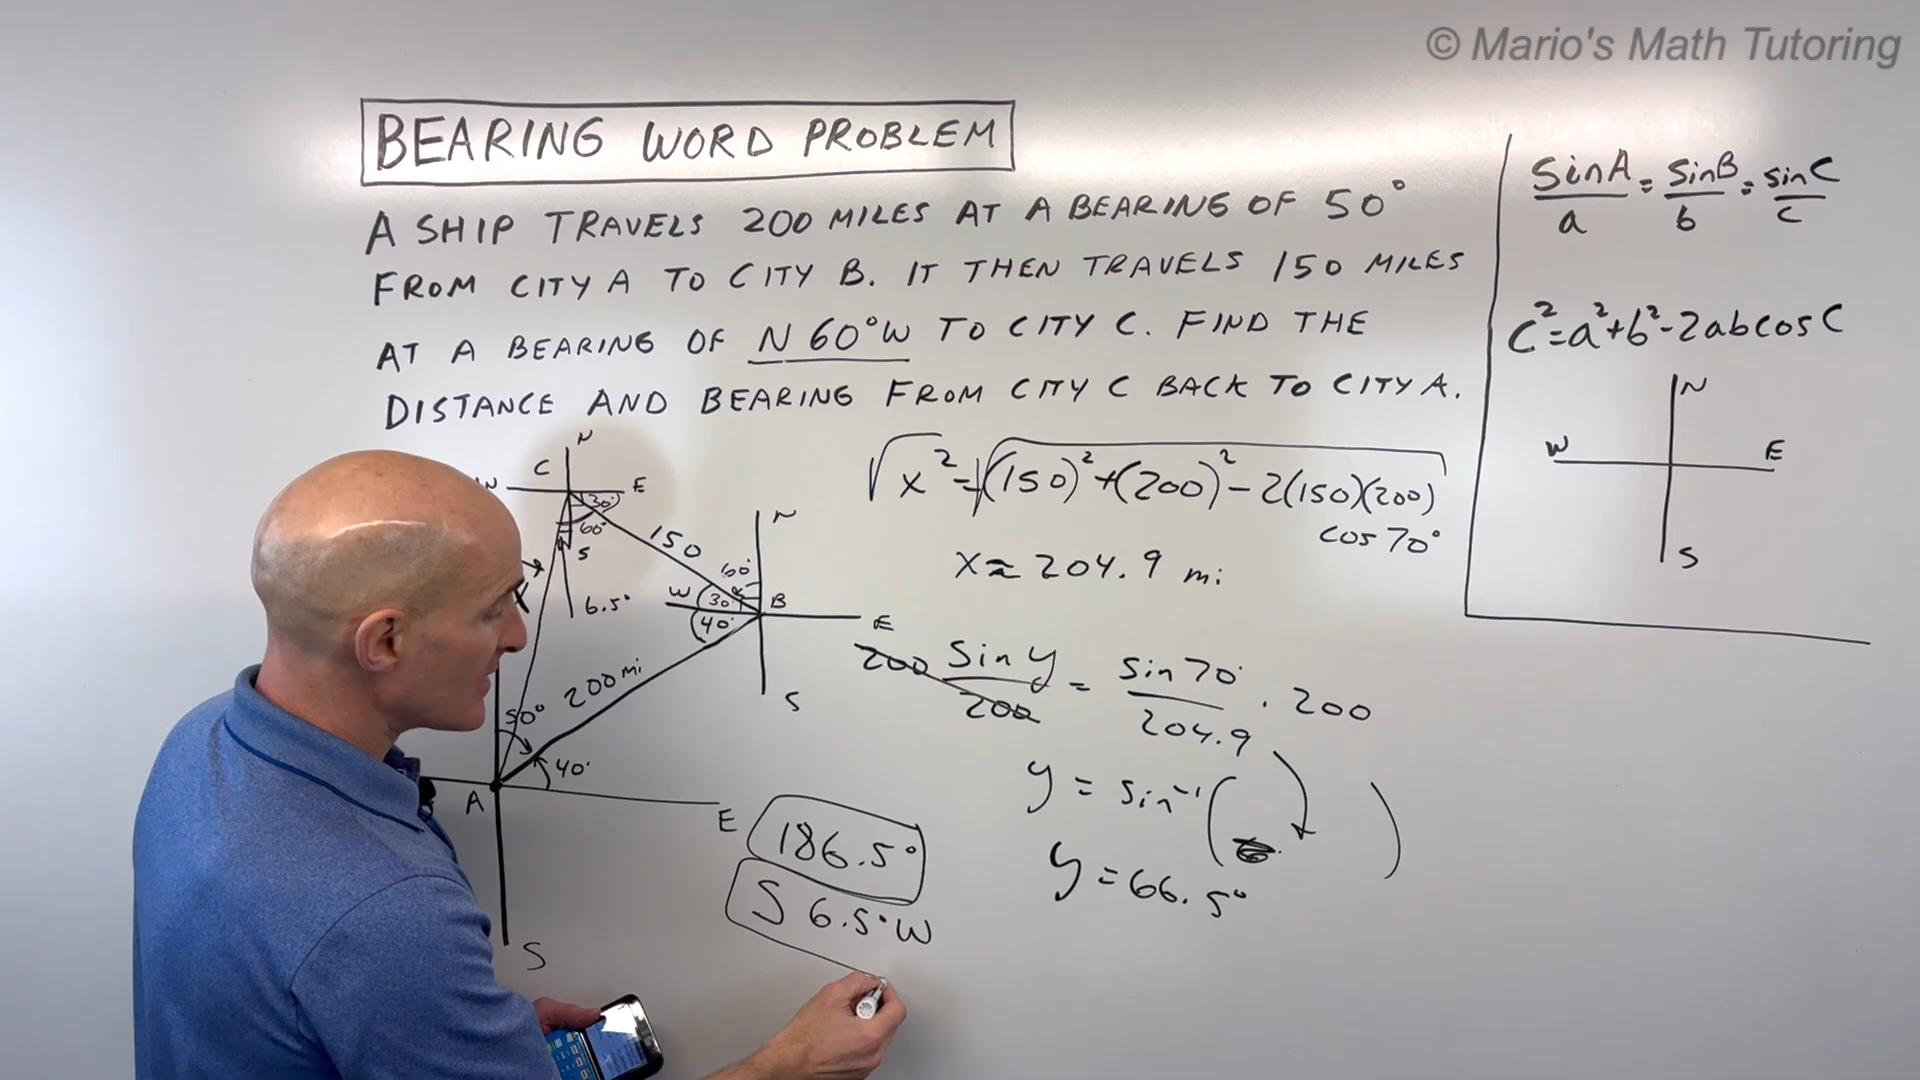 © Mario's Math Tutoring
BEARING WORD PROBLEM
A SHIP TRAVELS 200 MILES AT A BEARING OF 50°
FROM CITY A TO CITY B. IT THEN TRAVELS 150 MILES
AT A BEARING OF N 60° W TO CITY C. FIND THE
DISTANCE AND BEARING FROM CITY C BACK TO CITY A.
sinA/a = sinB/b = sinC/c
c²=a²+b²-2abcosC
N
W E
S
N
C
W E
30°
60°
S
150
N
60°
W 30° B
40°
E
X
6.5°
200 mi
S
50°
40°
A
E
S
√x² = √(150)²+(200)²-2(150)(200)
cos 70°
x≈204.9 mi
200 sin y/200 = sin 70°/204.9 · 200
y = sin⁻¹( )
y = 66.5°
186.5°
S 6.5° W